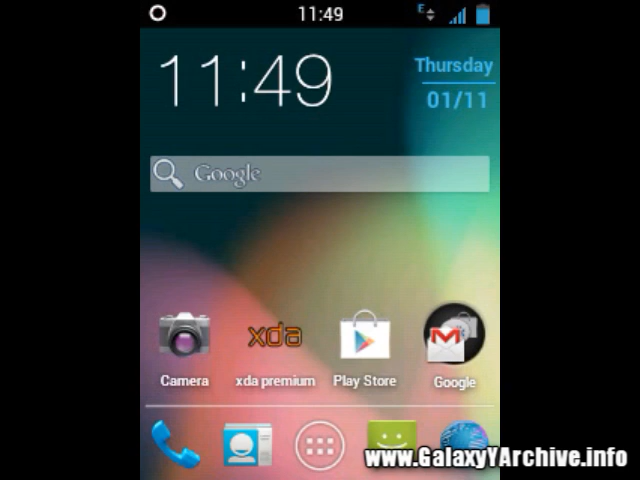 11:49
E
11:49
Thursday
01/11
Google
xda
Camera
xda premium
Play Store
Google
www.GalaxyYArchive.info